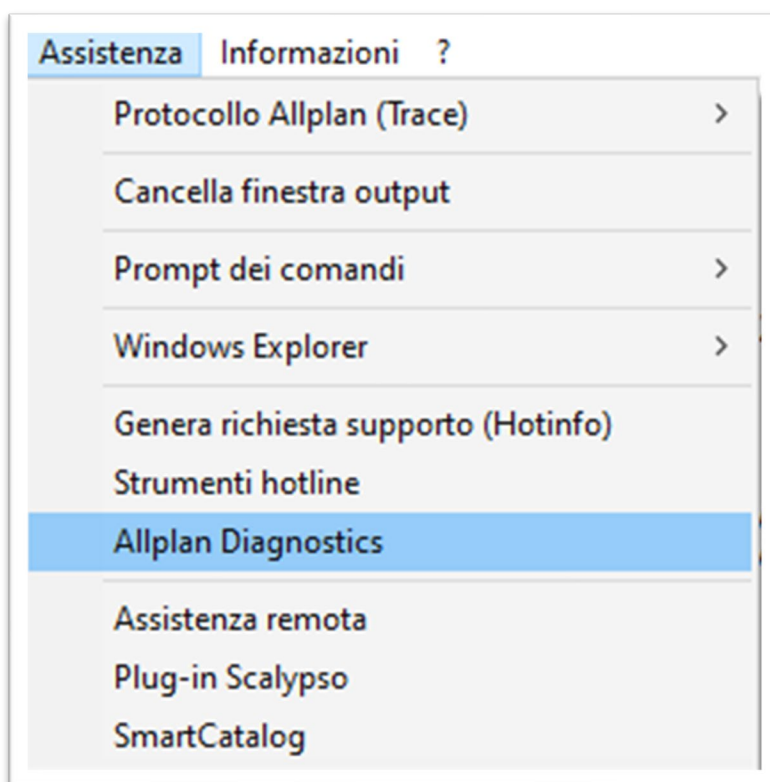 Assistenza Informazioni ?
Protocollo Allplan (Trace)
Cancella finestra output
Prompt dei comandi
Windows Explorer
Genera richiesta supporto (Hotinfo)
Strumenti hotline
Allplan Diagnostics
Assistenza remota
Plug-in Scalypso
SmartCatalog